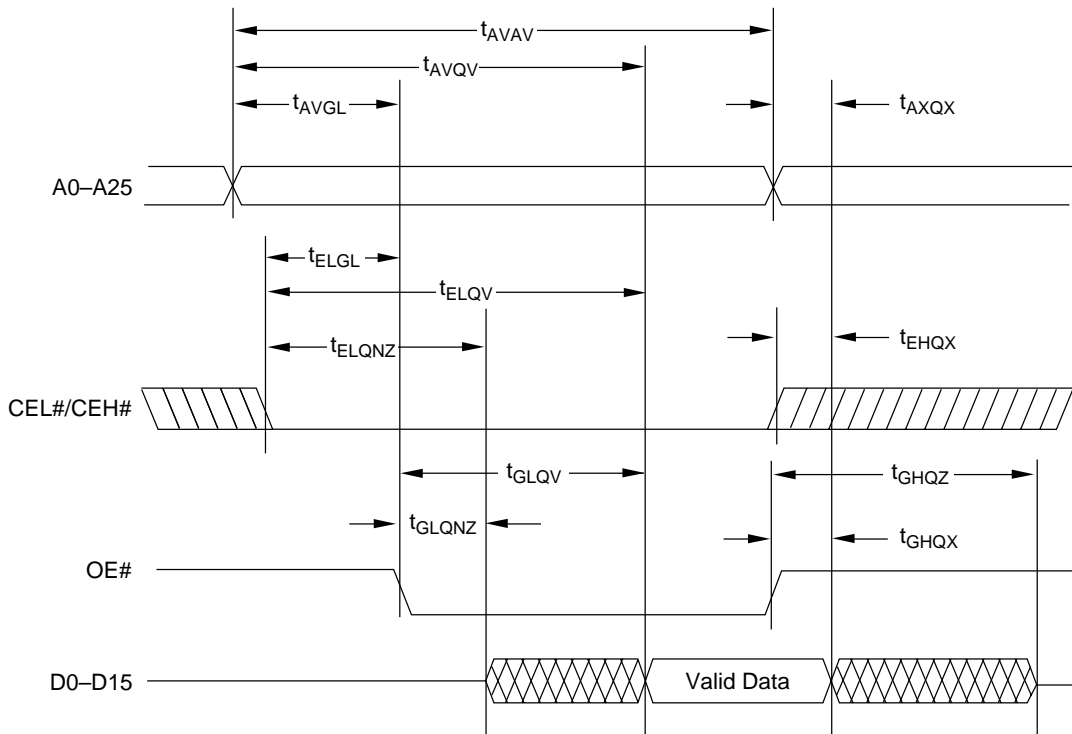 tAVAV
tAVQV
tAVGL
tAXQX
A0–A25
tELGL
tELQV
tELQNZ
tEHQX
CEL#/CEH#
tGLQV
tGHQZ
tGLQNZ
tGHQX
OE#
D0–D15
Valid Data